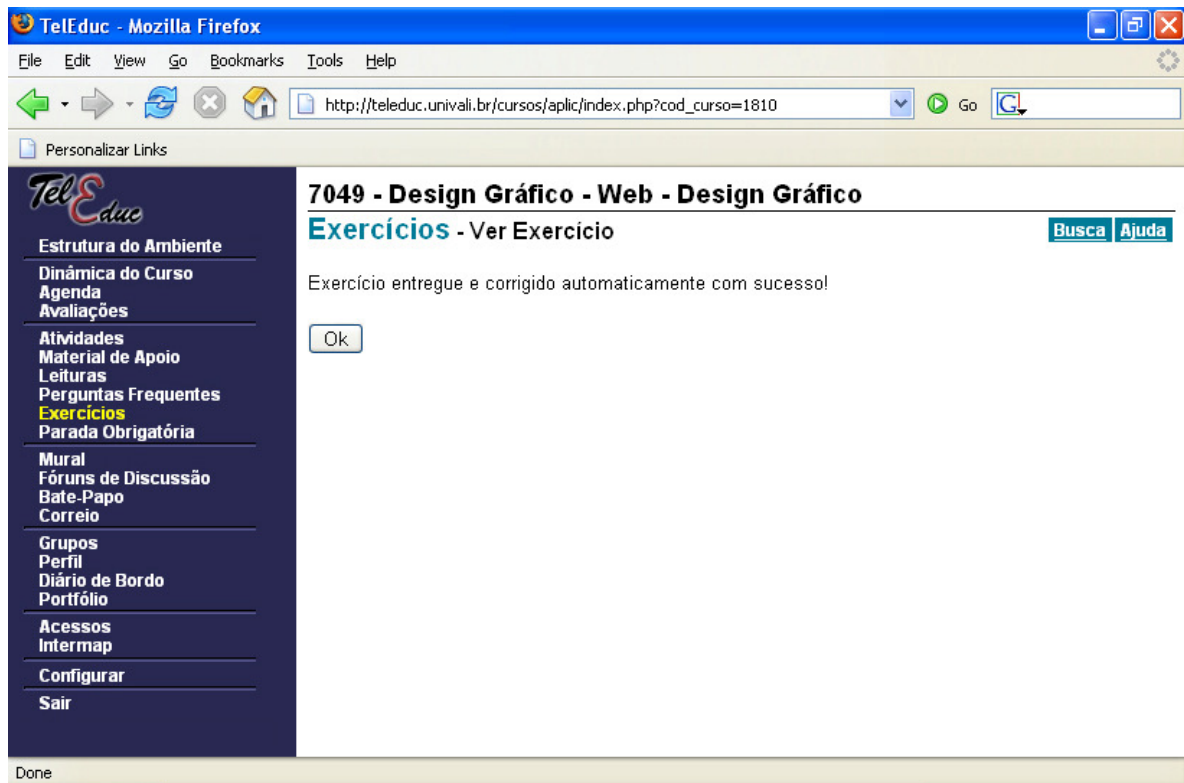 TelEduc - Mozilla Firefox
File Edit View Go Bookmarks Tools Help
http://teleduc.univali.br/cursos/aplic/index.php?cod_curso=1810 Go G
Personalizar Links
TelEduc
Estrutura do Ambiente
Dinâmica do Curso
Agenda
Avaliações
Atividades
Material de Apoio
Leituras
Perguntas Frequentes
Exercícios
Parada Obrigatória
Mural
Fóruns de Discussão
Bate-Papo
Correio
Grupos
Perfil
Diário de Bordo
Portfólio
Acessos
Intermap
Configurar
Sair
7049 - Design Gráfico - Web - Design Gráfico
Exercícios - Ver Exercício
Busca Ajuda
Exercício entregue e corrigido automaticamente com sucesso!
Ok
Done